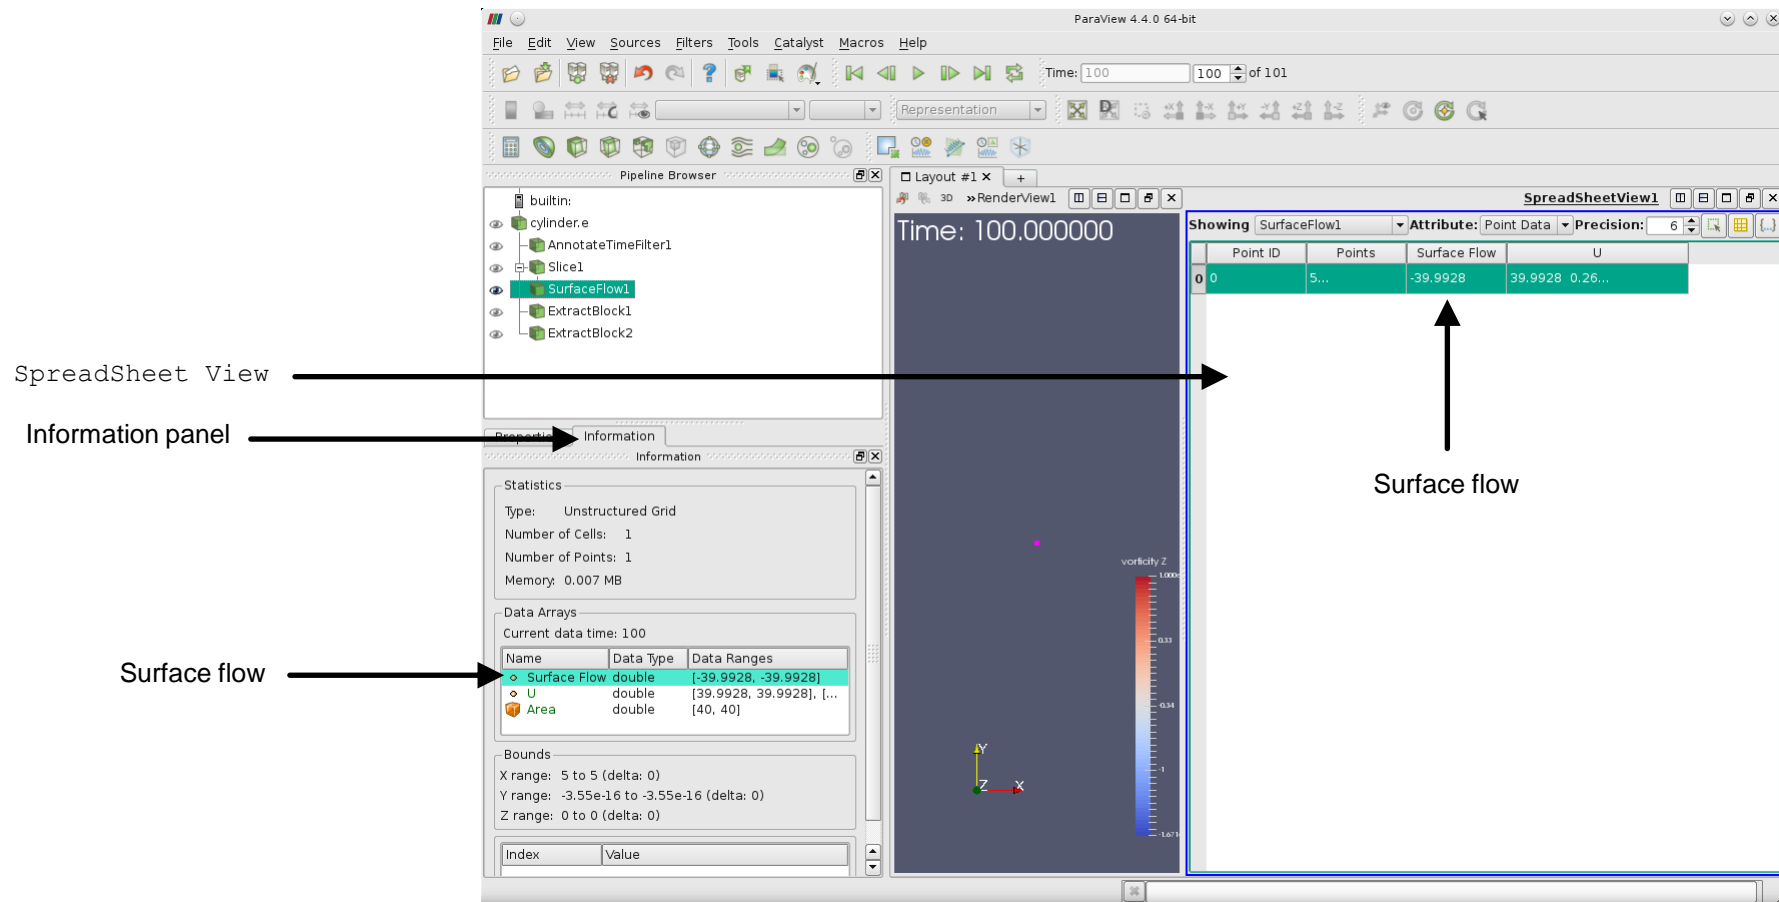 ParaView 4.4.0 64-bit
File Edit View Sources Filters Tools Catalyst Macros Help
Time: 100 100 of 101
Representation
Pipeline Browser
builtin:
cylinder.e
AnnotateTimeFilter1
Slice1
SurfaceFlow1
ExtractBlock1
ExtractBlock2
Layout #1 +
3D »RenderView1
Time: 100.000000
SpreadSheetView1
Showing SurfaceFlow1 Attribute: Point Data Precision: 6
Point ID Points Surface Flow U
0 0 5... -39.9928 39.9928 0.26...
SpreadSheet View
Information panel
Surface flow
Surface flow
Information
Information
Statistics
Type: Unstructured Grid
Number of Cells: 1
Number of Points: 1
Memory: 0.007 MB
Data Arrays
Current data time: 100
Name Data Type Data Ranges
Surface Flow double [-39.9928, -39.9928]
U double [39.9928, 39.9928], [...
Area double [40, 40]
Bounds
X range: 5 to 5 (delta: 0)
Y range: -3.55e-16 to -3.55e-16 (delta: 0)
Z range: 0 to 0 (delta: 0)
Index Value
vorticity Z
0.33
-0.34
-1
Y
Z X